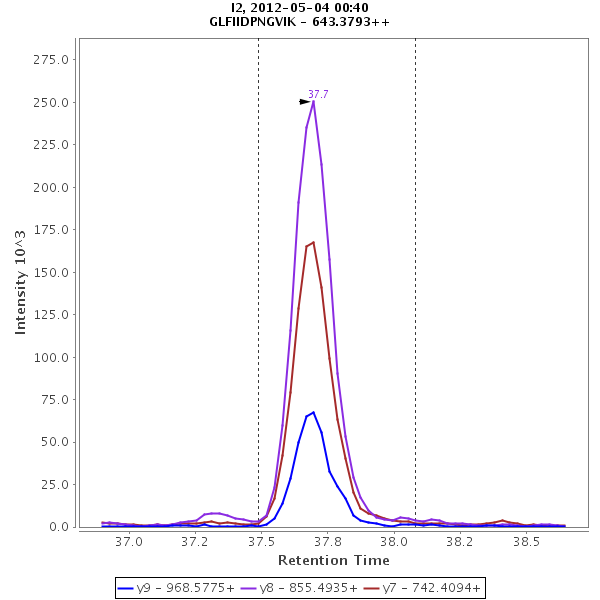 I2, 2012-05-04 00:40
GLFIIDPNGVIK - 643.3793++
37.7
275.0
250.0
225.0
200.0
175.0
150.0
125.0
100.0
75.0
50.0
25.0
0.0
Intensity 10^3
37.0 37.2 37.5 37.8 38.0 38.2 38.5
Retention Time
y9 - 968.5775+ y8 - 855.4935+ y7 - 742.4094+